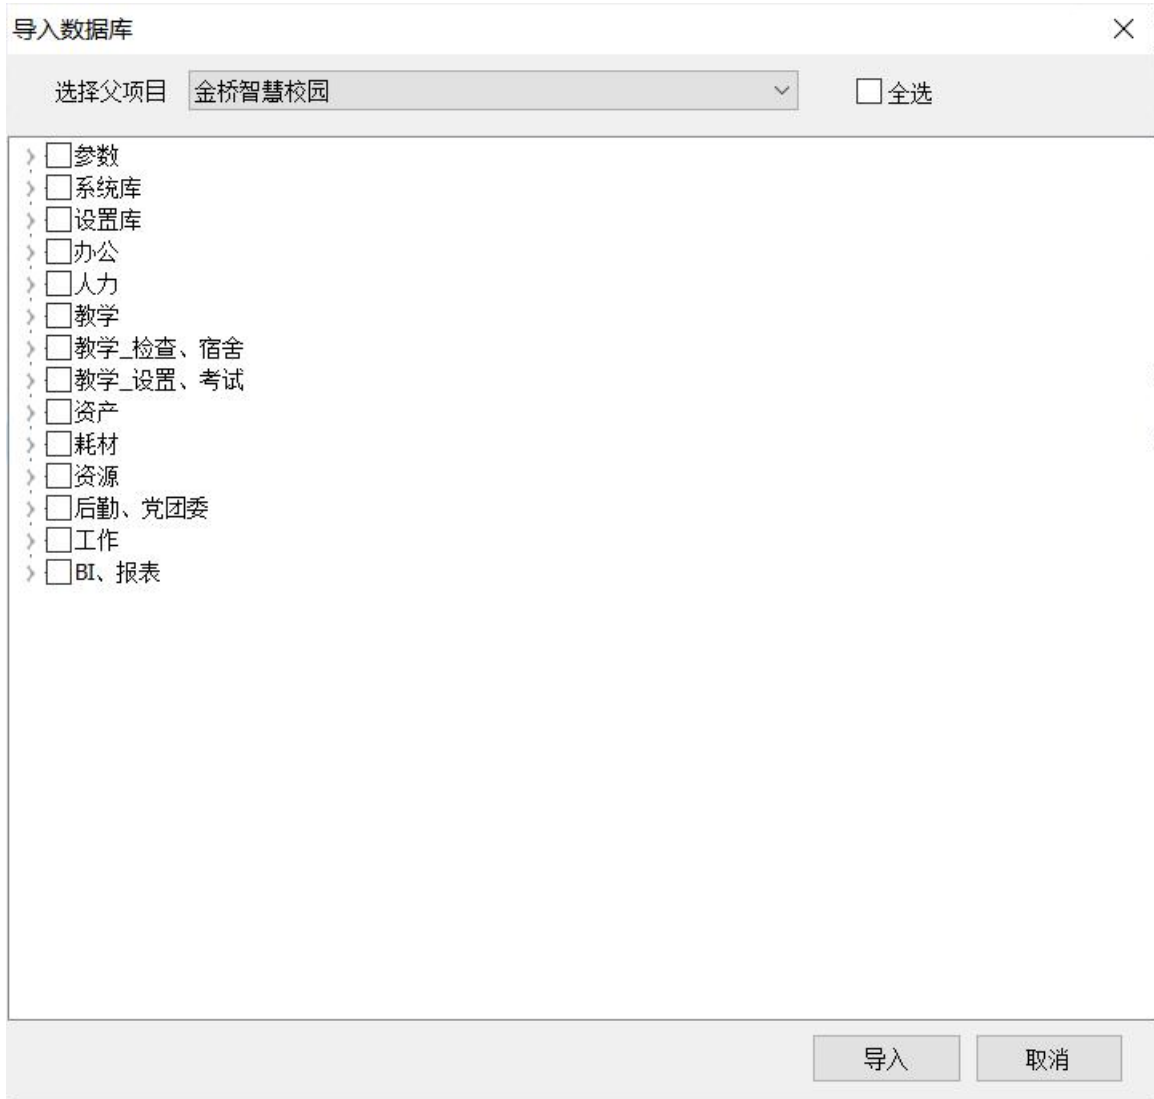 导入数据库
选择父项目 金桥智慧校园 全选
参数
系统库
设置库
办公
人力
教学
教学_检查、宿舍
教学_设置、考试
资产
耗材
资源
后勤、党团委
工作
BI、报表
导入 取消